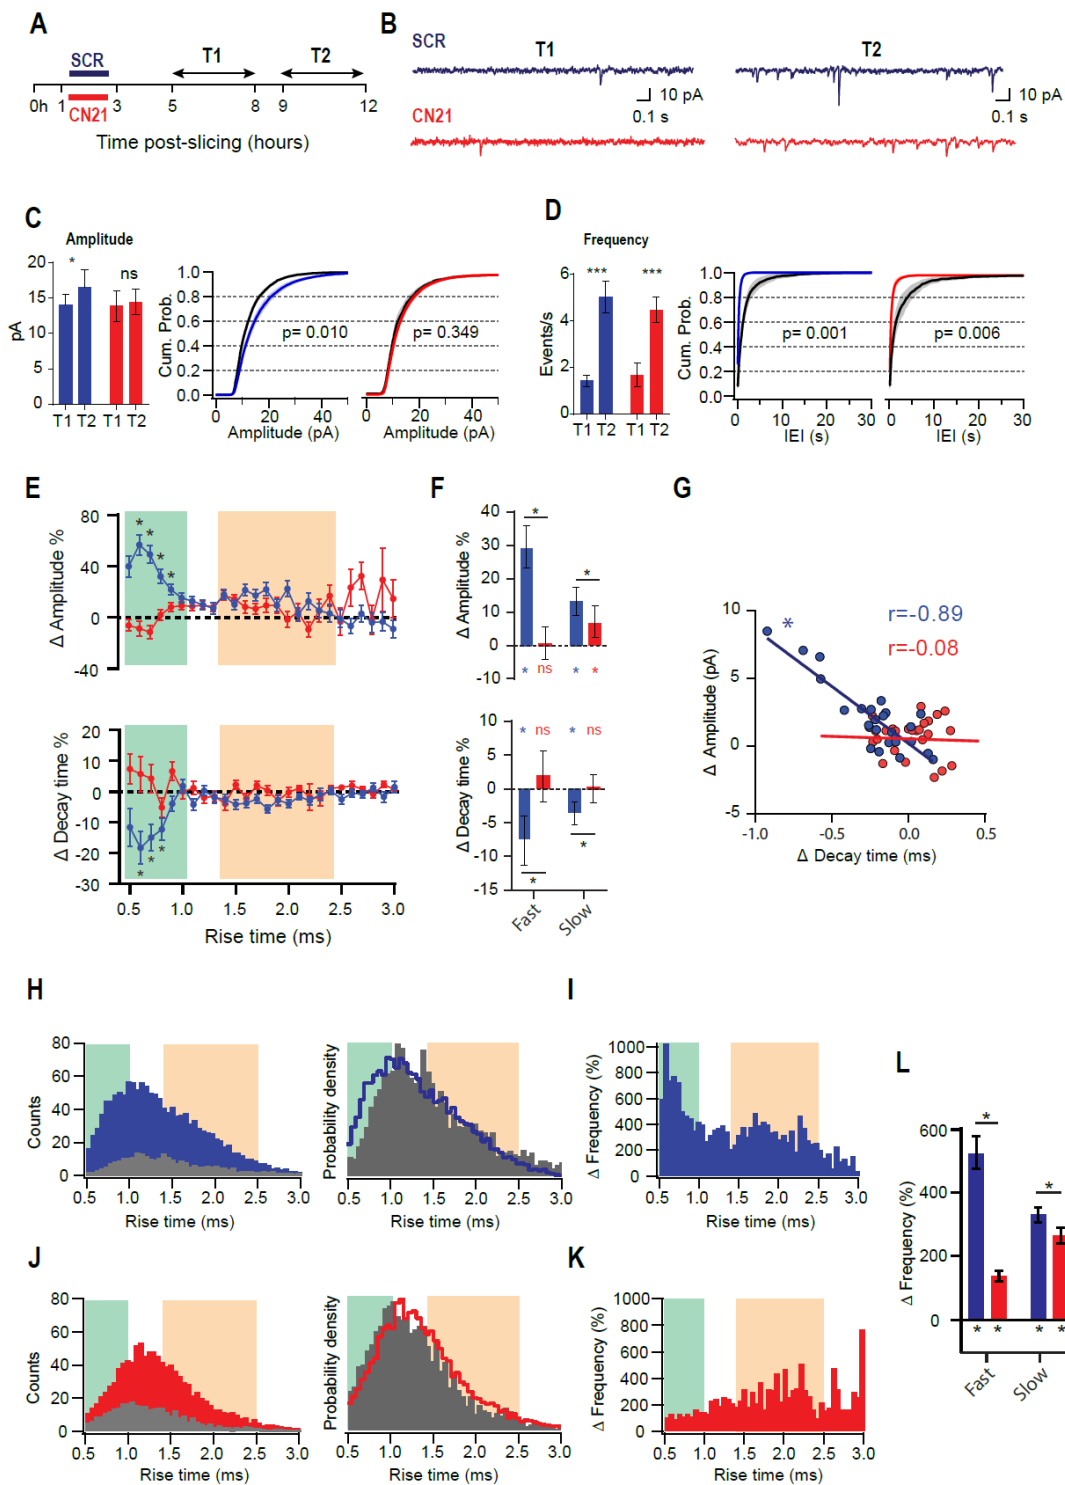 A
SCR
T1
T2
0h 1 3 5 8 9 12
CN21
Time post-slicing (hours)
B
SCR
T1
T2
10 pA
0.1 s
10 pA
0.1 s
CN21
C
Amplitude
*
ns
20
15
10
5
0
pA
T1 T2 T1 T2
1.0
0.8
0.6
0.4
0.2
0.0
Cum. Prob.
p= 0.010
0 20 40
Amplitude (pA)
p= 0.349
0 20 40
Amplitude (pA)
D
Frequency
***
***
6
4
2
0
Events/s
T1 T2 T1 T2
1.0
0.8
0.6
0.4
0.2
0.0
Cum. Prob.
p= 0.001
0 10 20 30
IEI (s)
p= 0.006
0 10 20 30
IEI (s)
E
80
40
0
-40
Δ Amplitude %
* * * *
20
10
0
-10
-20
-30
Δ Decay time %
* * * *
0.5 1.0 1.5 2.0 2.5 3.0
Rise time (ms)
F
40
30
20
10
0
-10
Δ Amplitude %
* *
* ns * *
10
5
0
-5
-10
-15
Δ Decay time %
* ns * ns
* *
Fast
Slow
G
10
5
0
-5
Δ Amplitude (pA)
*
r=-0.89
r=-0.08
-1.0 -0.5 0.0 0.5
Δ Decay time (ms)
H
80
60
40
20
0
Counts
0.5 1.0 1.5 2.0 2.5 3.0
Rise time (ms)
Probability density
0.5 1.0 1.5 2.0 2.5 3.0
Rise time (ms)
I
1000
800
600
400
200
0
Δ Frequency (%)
0.5 1.0 1.5 2.0 2.5 3.0
Rise time (ms)
J
80
60
40
20
0
Counts
0.5 1.0 1.5 2.0 2.5 3.0
Rise time (ms)
Probability density
0.5 1.0 1.5 2.0 2.5 3.0
Rise time (ms)
K
1000
800
600
400
200
0
Δ Frequency (%)
0.5 1.0 1.5 2.0 2.5 3.0
Rise time (ms)
L
600
400
200
0
Δ Frequency (%)
* *
* * * *
Fast
Slow